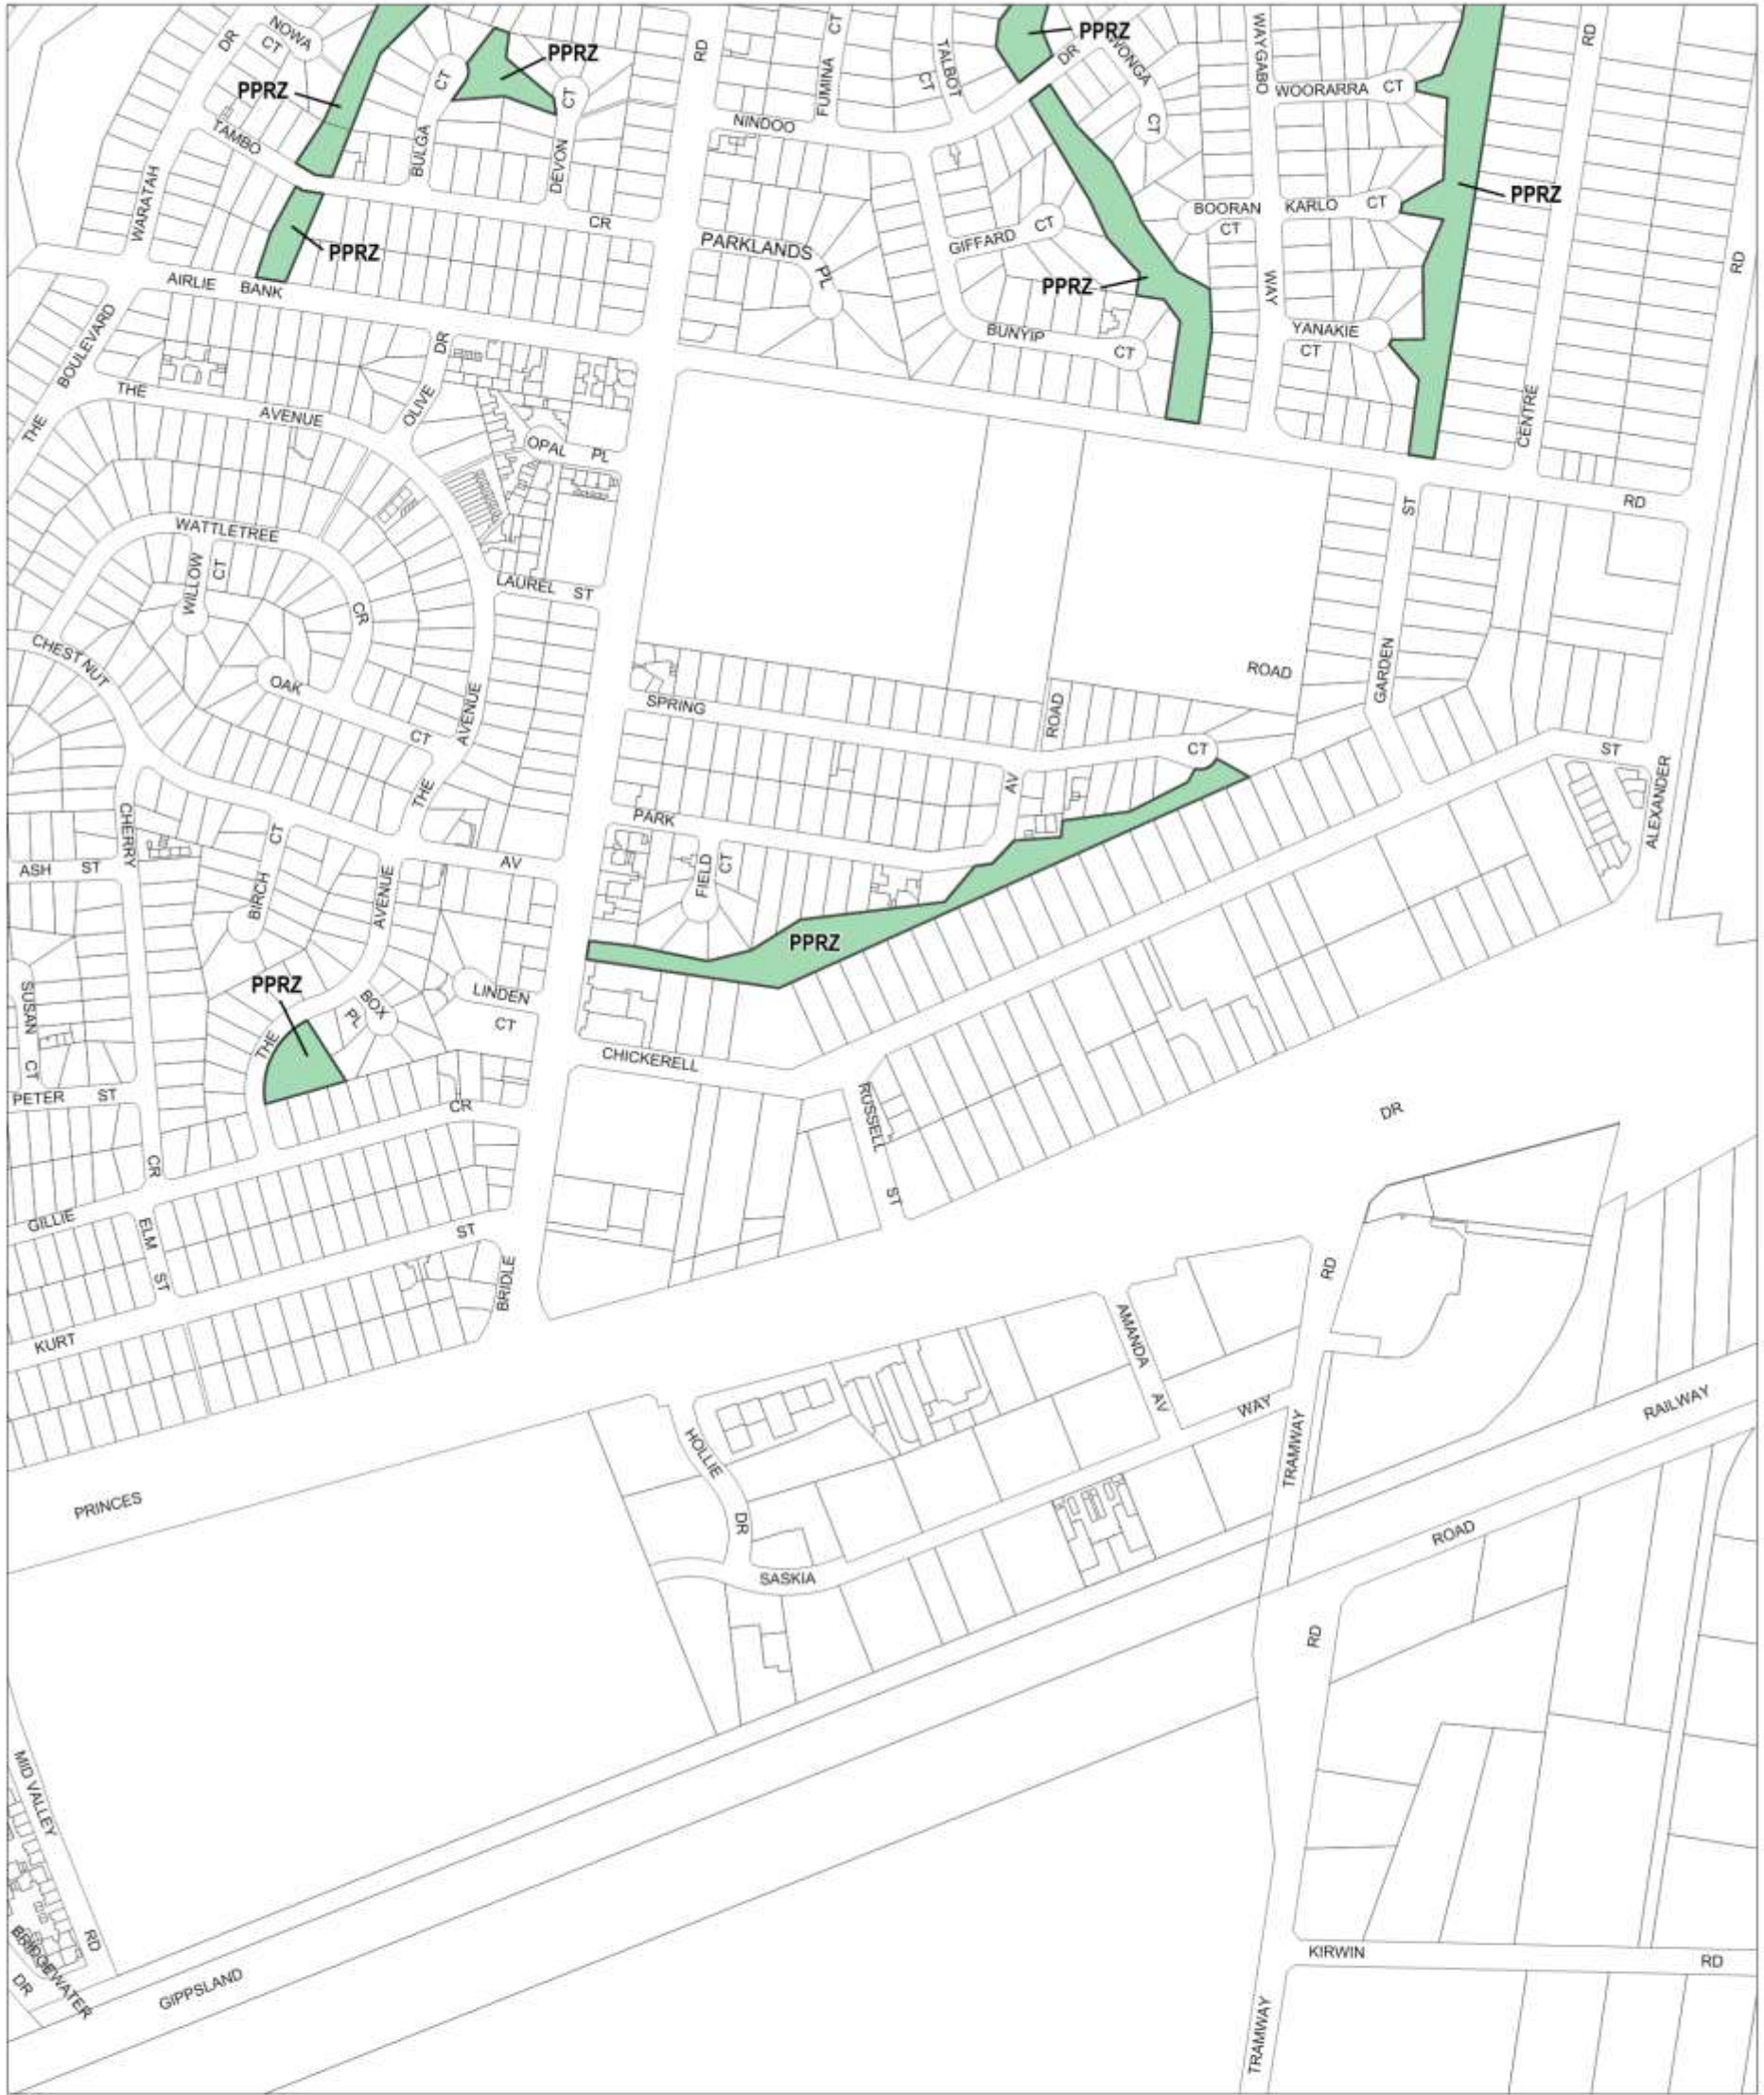 NOWA
CT
DR
PPRZ
CT
PPRZ
CT
RD
FUMINA
CT
TALBOT
CT
PPRZ
DR
WONGA
CT
WAYGABO
WOORARRA CT
RD
TAMBO
BULGA
DEVON
NINDOO
WARATAH
CR
PPRZ
PARKLANDS
PL
GIFFARD CT
BOORAN
CT
KARLO CT
PPRZ
RD
AIRLIE BANK
PPRZ
WAY
BOULEVARD
THE
DR
OLIVE
BUNYIP
CT
YANAKIE
CT
THE
AVENUE
OPAL PL
CENTRE
RD
WATTLETREE
CR
WILLOW
CT
LAUREL ST
ST
GARDEN
CHEST NUT
OAK
CT
AVENUE
THE
SPRING
ROAD
ROAD
CT
ST
AV
PARK
ALEXANDER
CHERRY
ASH ST
BIRCH
CT
AVENUE
AV
FIELD
CT
PPRZ
PPRZ
SUSAN
CT
THE
BOX
PL
LINDEN
CT
CHICKERELL
PETER ST
CR
RUSSELL
ST
DR
CR
GILLIE
ELM
ST
ST
KURT
BRIDLE
AMANDA
AV
RD
WAY
TRAMWAY
RAILWAY
HOLLIE
DR
PRINCES
ROAD
SASKIA
RD
MID VALLEY
RD
BRIDGEWATER
DR
GIPPSLAND
KIRWIN
RD
TRAMWAY